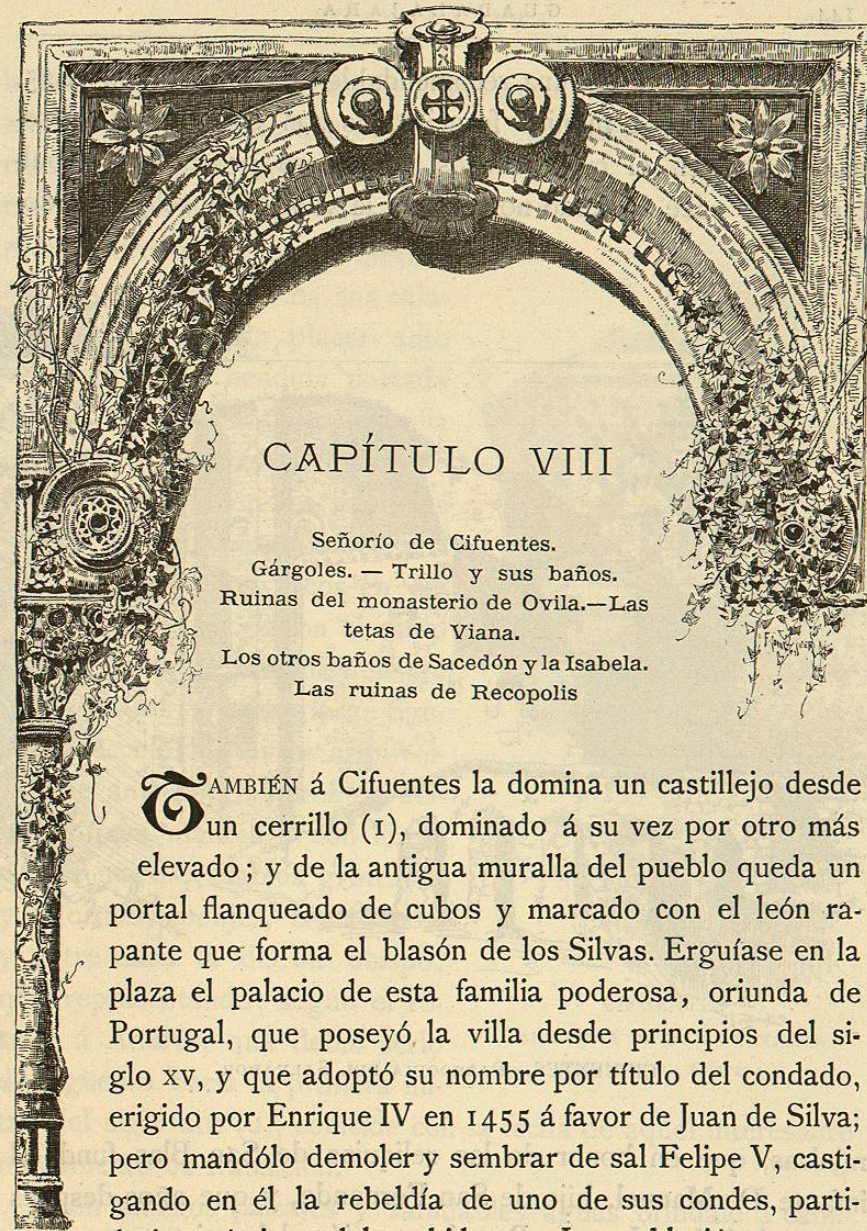 CAPÍTULO VIII
Señorío de Cifuentes.
Gárgoles. — Trillo y sus baños.
Ruinas del monasterio de Ovila.—Las
tetas de Viana.
Los otros baños de Sacedón y la Isabela.
Las ruinas de Recopolis
TAMBIÉN á Cifuentes la domina un castillejo desde
un cerrillo (1), dominado á su vez por otro más
elevado; y de la antigua muralla del pueblo queda un
portal flanqueado de cubos y marcado con el león ra-
pante que forma el blasón de los Silvas. Erguíase en la
plaza el palacio de esta familia poderosa, oriunda de
Portugal, que poseyó la villa desde principios del si-
glo XV, y que adoptó su nombre por título del condado,
erigido por Enrique IV en 1455 á favor de Juan de Silva;
pero mandólo demoler y sembrar de sal Felipe V, casti-
gando en él la rebeldía de uno de sus condes, parti-